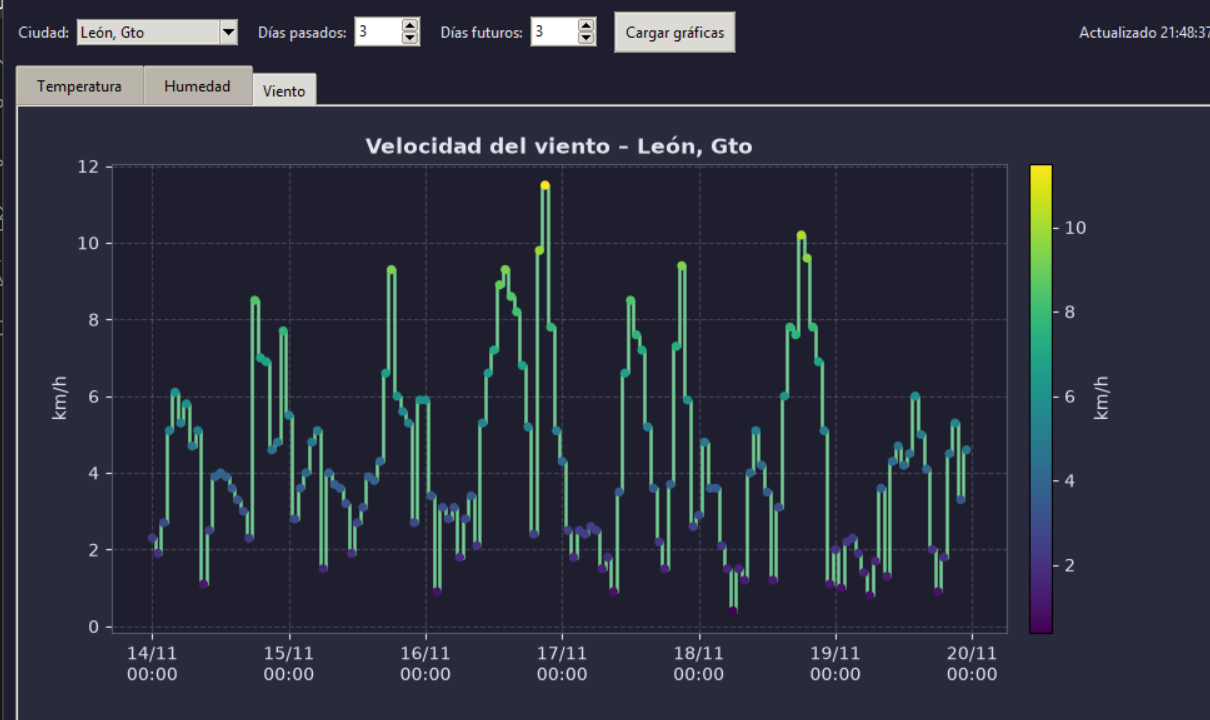 Ciudad: León, Gto Días pasados: 3 Días futuros: 3 Cargar gráficas Actualizado 21:48:37
Temperatura Humedad Viento
Velocidad del viento – León, Gto
12
10
8
6
4
2
0
km/h
14/11 15/11 16/11 17/11 18/11 19/11 20/11
00:00 00:00 00:00 00:00 00:00 00:00 00:00
10
8
6
4
2
km/h